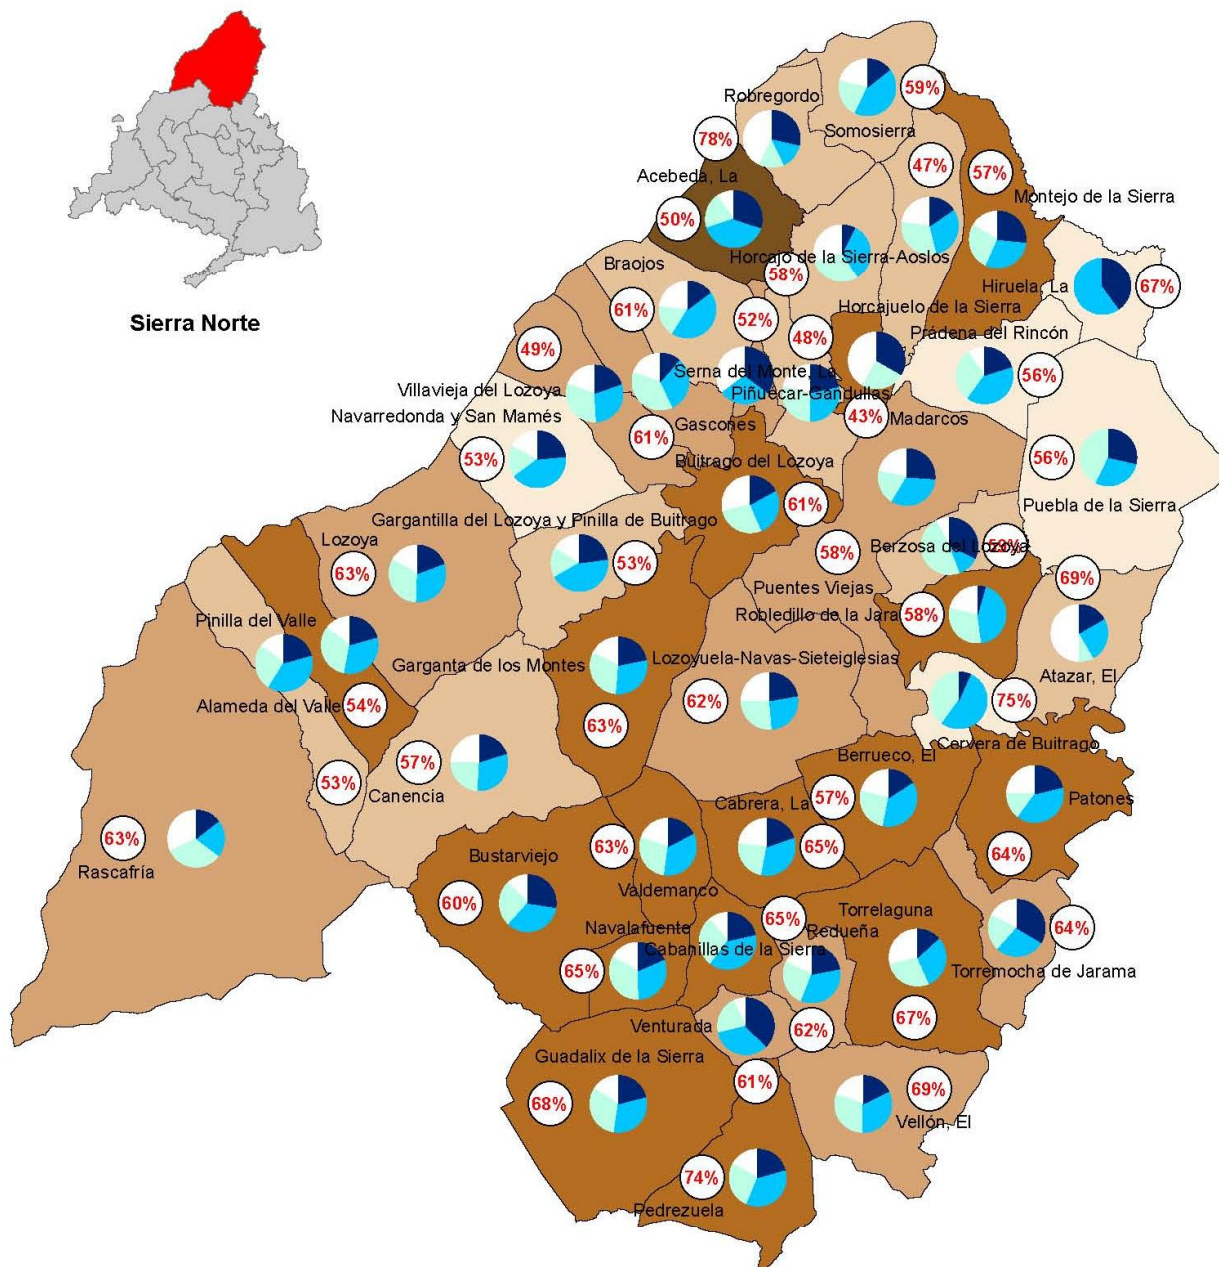 Sierra Norte
Robregordo
59%
Somosierra
78%
Acebeda, La
47%
57%
Montejo de la Sierra
50%
Horcajo de la Sierra-Aoslos
Braojos
58%
Hiruela, La
67%
61%
52%
48%
Horcajuelo de la Sierra
Prádena del Rincón
49%
Serna del Monte, La
56%
Villavieja del Lozoya
Piñuécar-Gandullas
Navarredonda y San Mamés
43%
Madarcos
Gascones
61%
53%
Buitrago del Lozoya
56%
61%
Puebla de la Sierra
Gargantilla del Lozoya y Pinilla de Buitrago
Lozoya
63%
53%
58%
Berzosa del Lozoya
69%
Puentes Viejas
Robledillo de la Jara
58%
Pinilla del Valle
Garganta de los Montes
Lozoyuela-Navas-Sieteiglesias
Atazar, El
Alameda del Valle
54%
62%
75%
63%
Cervera de Buitrago
Berrueco, El
57%
53%
Canencia
57%
Patones
Cabrera, La
63%
65%
Rascafría
63%
64%
Bustarviejo
Valdemanco
60%
65%
Torrelaguna
Navalafuente
Redueña
64%
Cabanillas de la Sierra
65%
Torremocha de Jarama
Venturada
62%
67%
Guadalix de la Sierra
61%
69%
68%
Vellón, El
74%
Pedrezuela